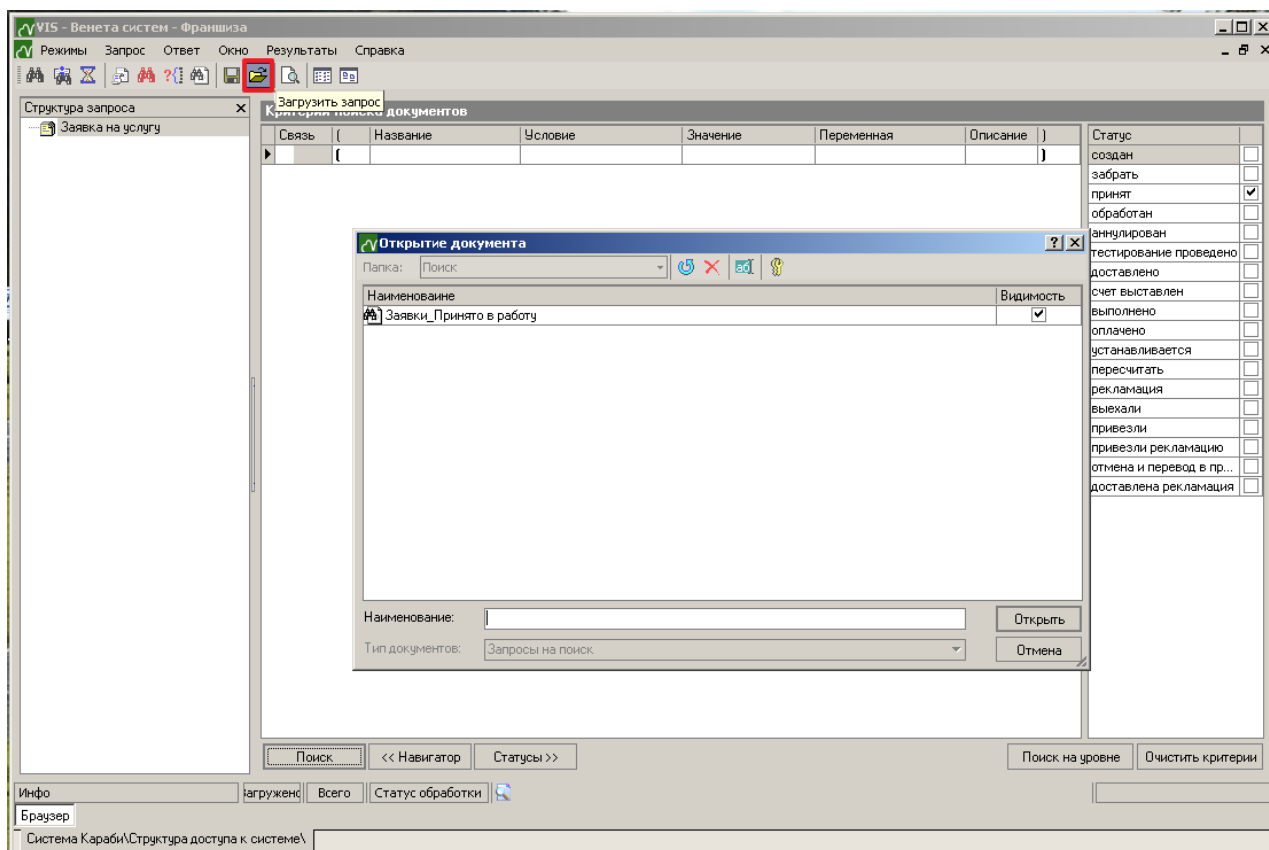 VIS - Венета систем - Франшиза
Режимы Запрос Ответ Окно Результаты Справка
Загрузить запрос
Структура запроса
Заявка на услугу
Критерии поиска документов
Связь ( Название Условие Значение Переменная Описание )
( )
Статус
создан
забрать
принят
обработан
аннулирован
тестирование проведено
доставлено
счет выставлен
выполнено
оплачено
устанавливается
пересчитать
рекламация
выехали
привезли
привезли рекламацию
отмена и перевод в пр...
доставлена рекламация
Открытие документа
Папка: Поиск
Наименоваине Видимость
Заявки_Принято в работу
Наименование: Открыть
Тип документов: Запросы на поиск Отмена
Поиск << Навигатор Статусы >> Поиск на уровне Очистить критерии
Инфо Загружено Всего Статус обработки
Браузер
Система Караби\Структура доступа к системе\